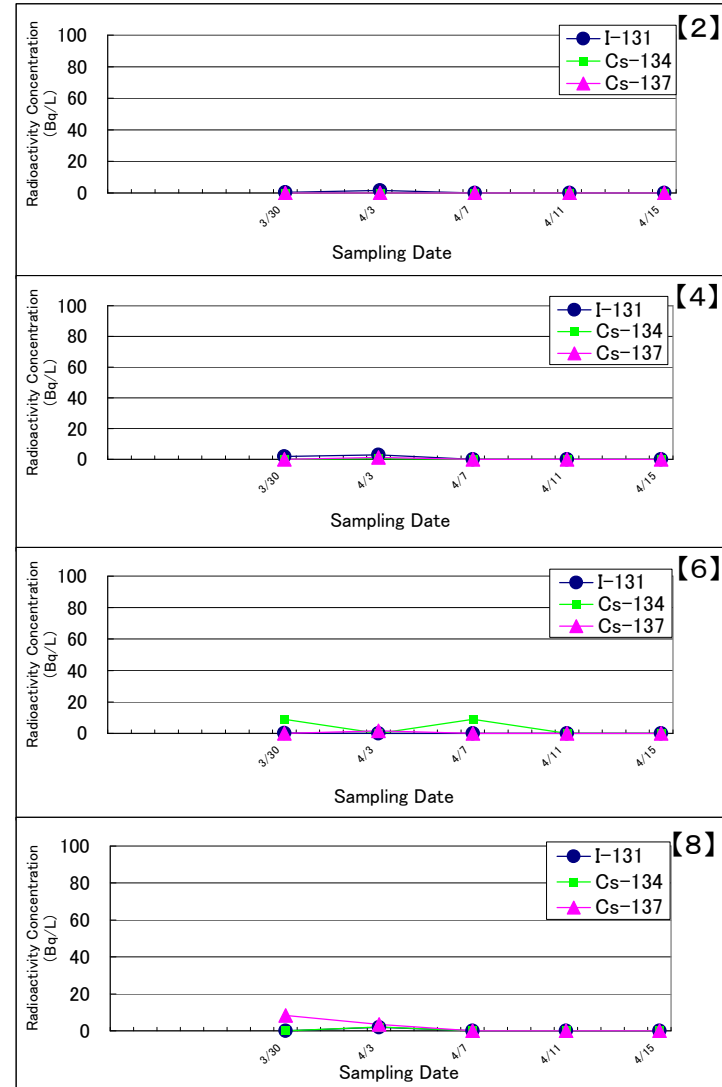 【2】
I-131
Cs-134
Cs-137
Radioactivity Concentration
(Bq/L)
100
80
60
40
20
0
3/30
4/3
4/7
4/11
4/15
Sampling Date
【4】
I-131
Cs-134
Cs-137
Radioactivity Concentration
(Bq/L)
100
80
60
40
20
0
3/30
4/3
4/7
4/11
4/15
Sampling Date
【6】
I-131
Cs-134
Cs-137
Radioactivity Concentration
(Bq/L)
100
80
60
40
20
0
3/30
4/3
4/7
4/11
4/15
Sampling Date
【8】
I-131
Cs-134
Cs-137
Radioactivity Concentration
(Bq/L)
100
80
60
40
20
0
3/30
4/3
4/7
4/11
4/15
Sampling Date